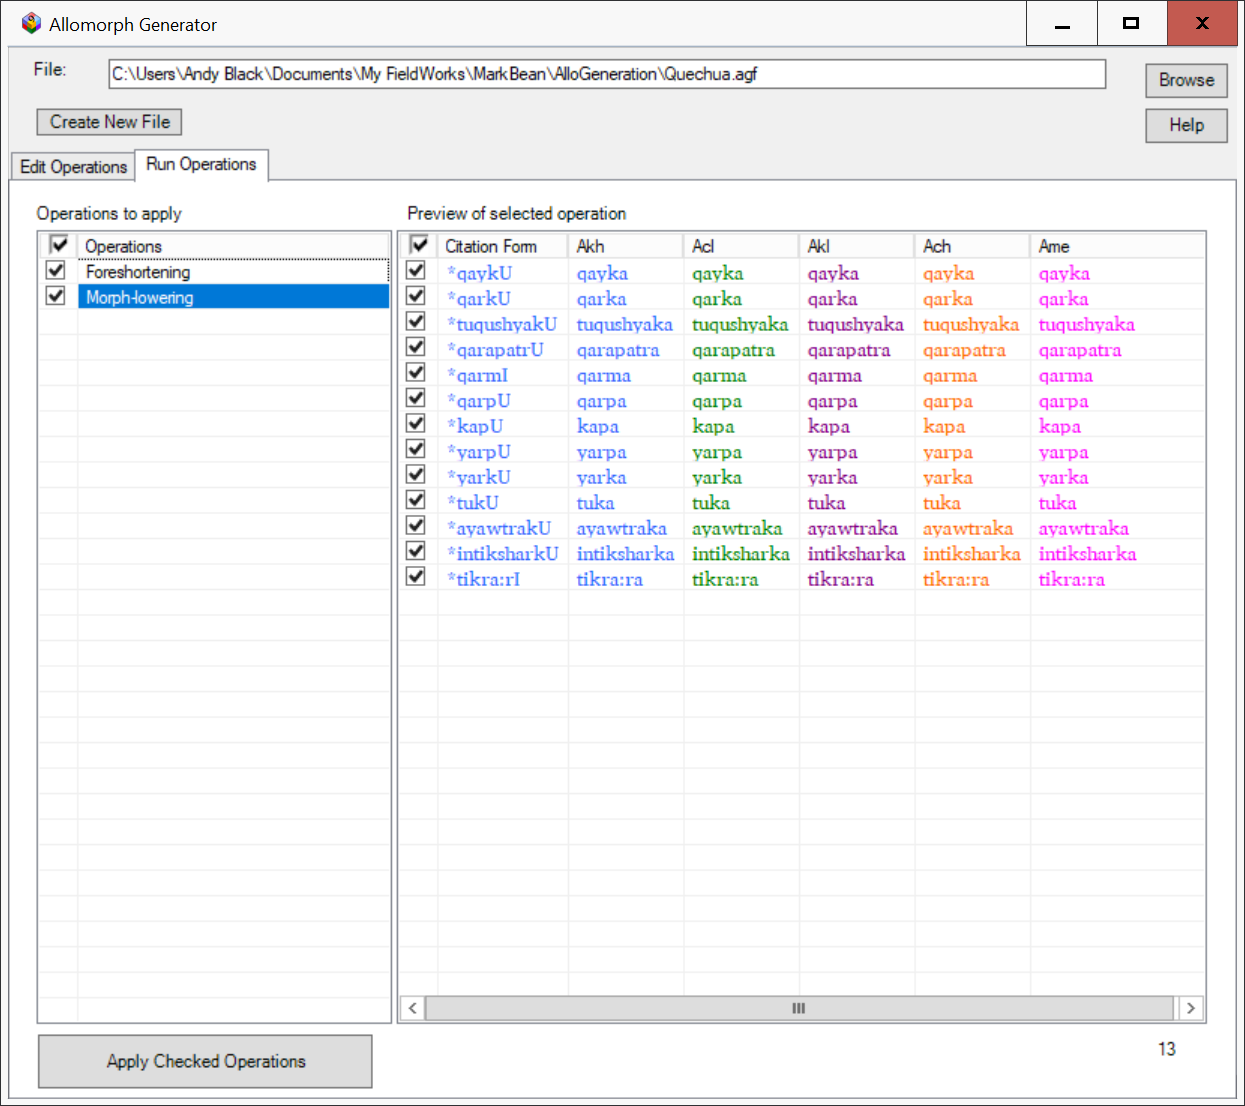 Allomorph Generator
File: C:\Users\Andy Black\Documents\My FieldWorks\MarkBean\AlloGeneration\Quechua.agf Browse
Create New File Help
Edit Operations Run Operations
Operations to apply Preview of selected operation
Operations Citation Form Akh Acl Akl Ach Ame
Foreshortening *qaykU qayka qayka qayka qayka qayka
Morph-lowering *qarkU qarka qarka qarka qarka qarka
*tuqushyakU tuqushyaka tuqushyaka tuqushyaka tuqushyaka tuqushyaka
*qarapatrU qarapatra qarapatra qarapatra qarapatra qarapatra
*qarmI qarma qarma qarma qarma qarma
*qarpU qarpa qarpa qarpa qarpa qarpa
*kapU kapa kapa kapa kapa kapa
*yarpU yarpa yarpa yarpa yarpa yarpa
*yarkU yarka yarka yarka yarka yarka
*tukU tuka tuka tuka tuka tuka
*ayawtrakU ayawtraka ayawtraka ayawtraka ayawtraka ayawtraka
*intiksharkU intiksharka intiksharka intiksharka intiksharka intiksharka
*tikra:rI tikra:ra tikra:ra tikra:ra tikra:ra tikra:ra
Apply Checked Operations 13